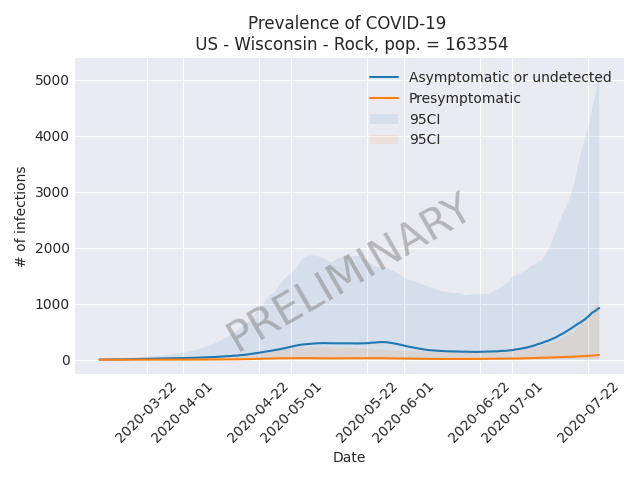 Prevalence of COVID-19
US - Wisconsin - Rock, pop. = 163354
Asymptomatic or undetected
Presymptomatic
95CI
95CI
# of infections
5000
4000
3000
2000
1000
0
PRELIMINARY
2020-03-22
2020-04-01
2020-04-22
2020-05-01
2020-05-22
2020-06-01
2020-06-22
2020-07-01
2020-07-22
Date